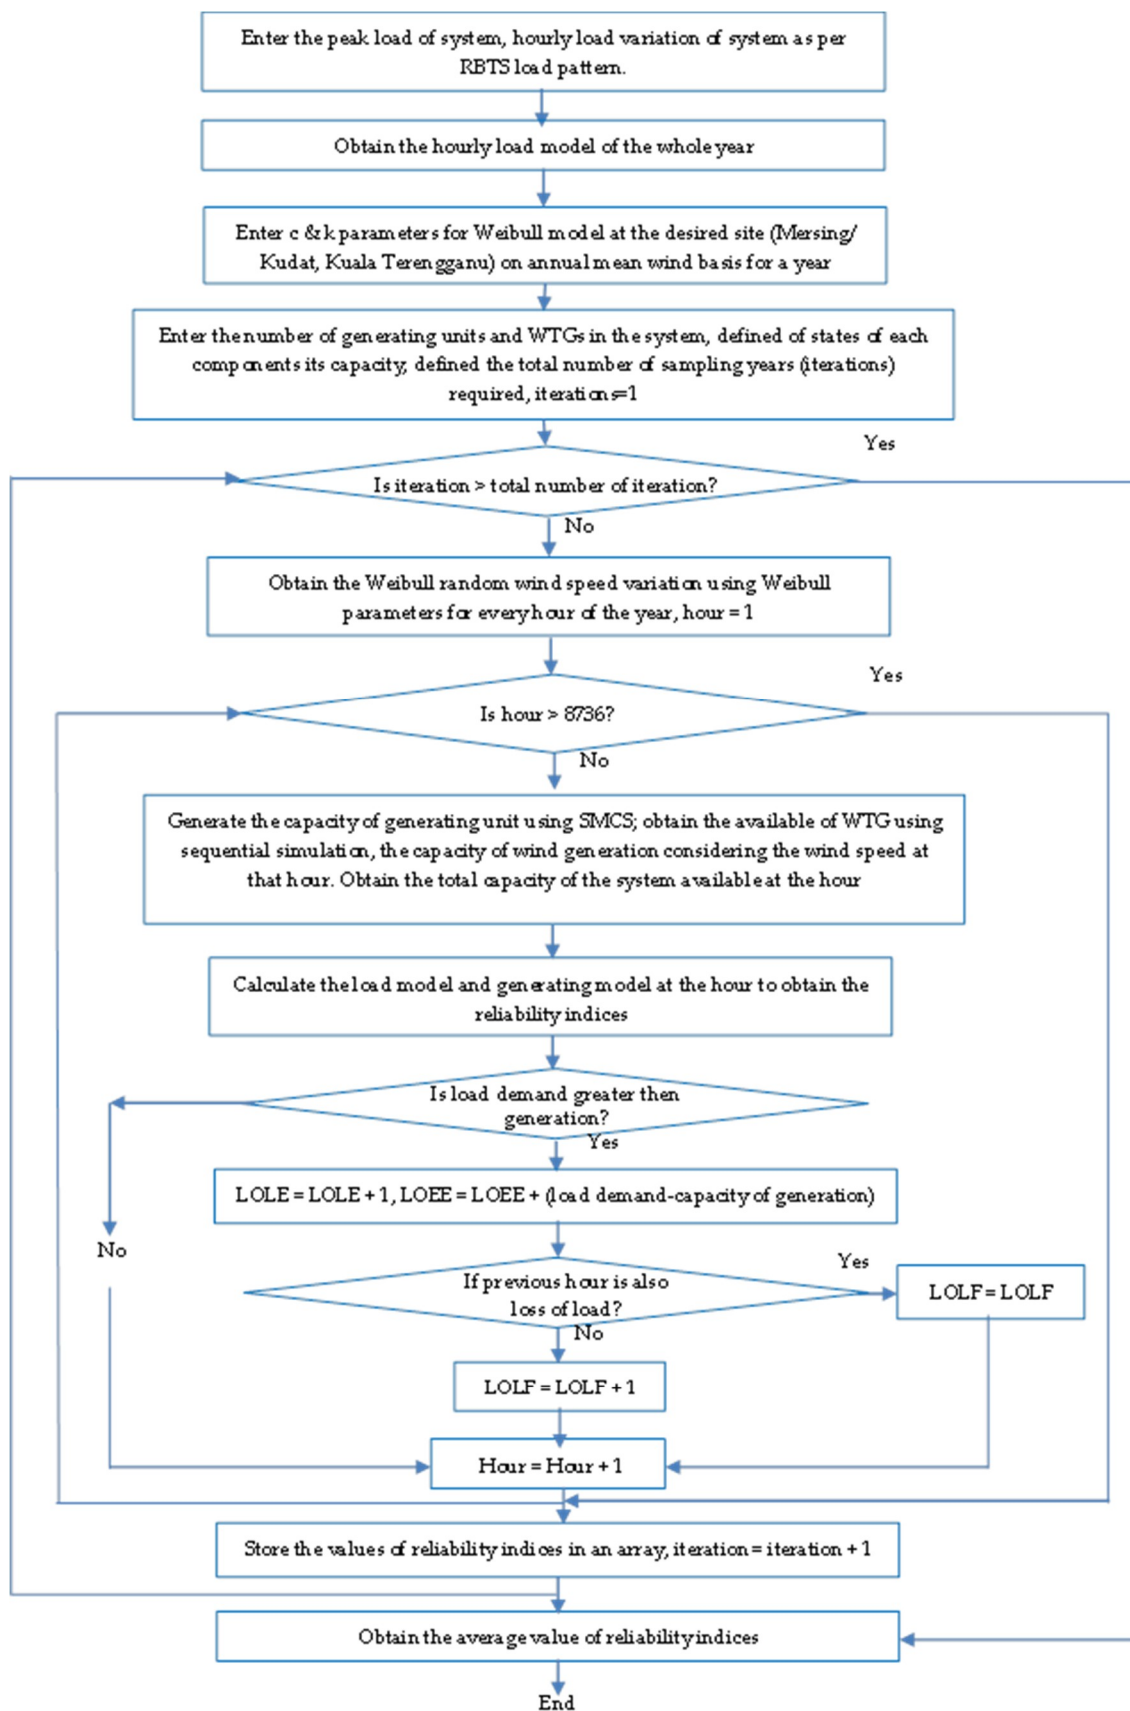 Enter the peak load of system, hourly load variation of system as per
RBTS load pattern.
Obtain the hourly load model of the whole year
Enter c & k parameters for Weibull model at the desired site (Mersing/
Kudat, Kuala Terengganu) on annual mean wind basis for a year
Enter the number of generating units and WTGs in the system, defined of states of each
components its capacity, defined the total number of sampling years (iterations)
required, iterations=1
Yes
Is iteration > total number of iteration?
No
Obtain the Weibull random wind speed variation using Weibull
parameters for every hour of the year, hour = 1
Yes
Is hour > 8736?
No
Generate the capacity of generating unit using SMCS; obtain the available of WTG using
sequential simulation, the capacity of wind generation considering the wind speed at
that hour. Obtain the total capacity of the system available at the hour
Calculate the load model and generating model at the hour to obtain the
reliability indices
Is load demand greater then
generation?
Yes
LOLE = LOLE + 1, LOEE = LOEE + (load demand-capacity of generation)
No
Yes
If previous hour is also
loss of load?
LOLF = LOLF
No
LOLF = LOLF + 1
Hour = Hour + 1
Store the values of reliability indices in an array, iteration = iteration + 1
Obtain the average value of reliability indices
End